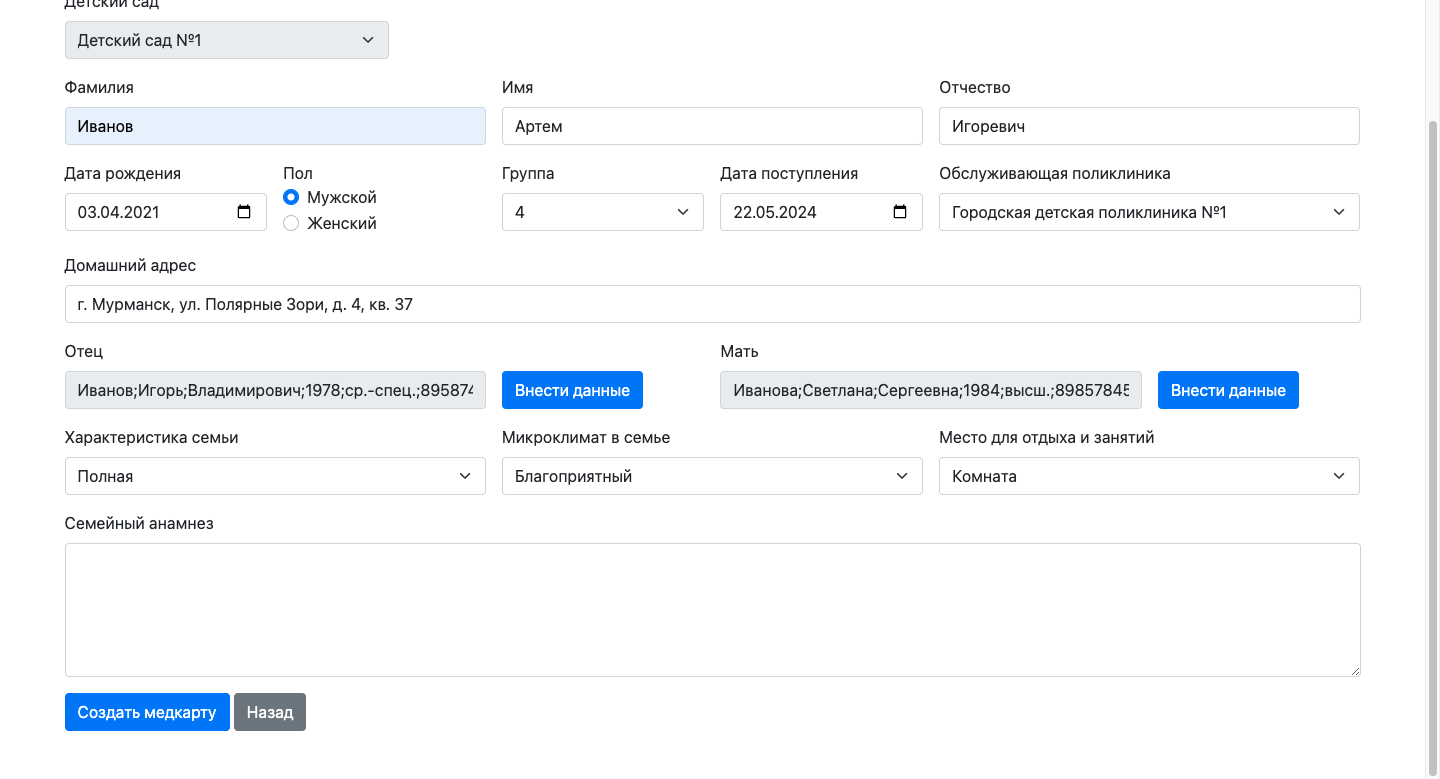 Детский сад
Детский сад №1
Фамилия Имя Отчество
Иванов Артем Игоревич
Дата рождения Пол Группа Дата поступления Обслуживающая поликлиника
Мужской
03.04.2021 4 22.05.2024 Городская детская поликлиника №1
Женский
Домашний адрес
г. Мурманск, ул. Полярные Зори, д. 4, кв. 37
Отец Мать
Иванов;Игорь;Владимирович;1978;ср.-спец.;895874 Внести данные Иванова;Светлана;Сергеевна;1984;высш.;89857845 Внести данные
Характеристика семьи Микроклимат в семье Место для отдыха и занятий
Полная Благоприятный Комната
Семейный анамнез
Создать медкарту Назад